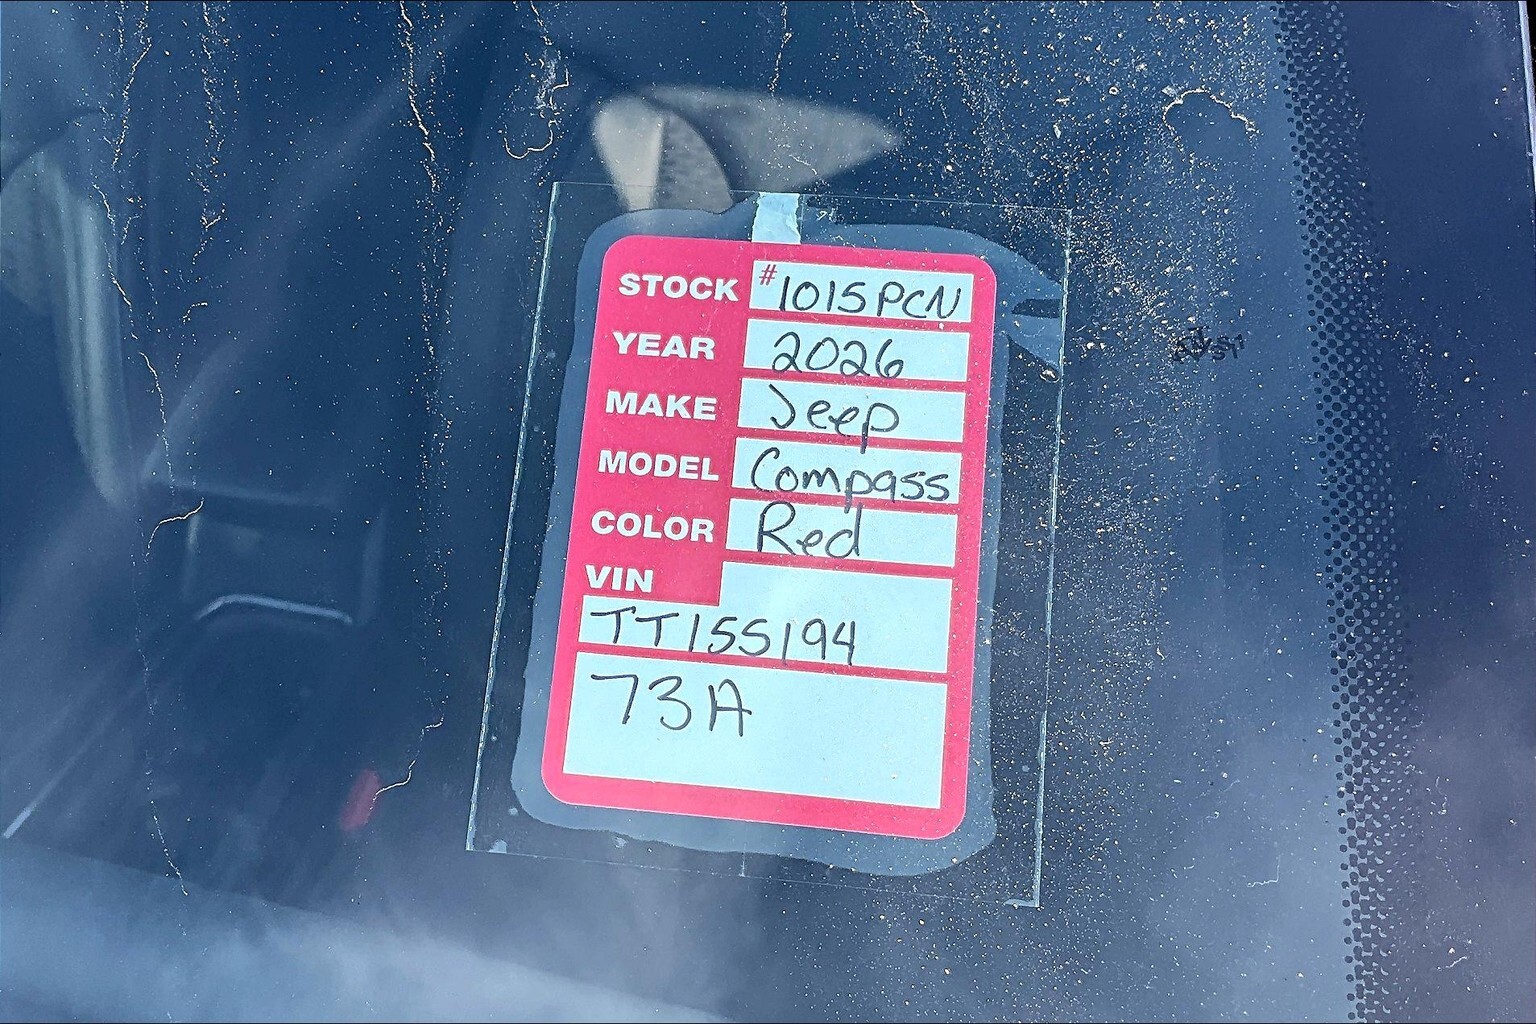 STOCK #1015PCN
YEAR 2026
MAKE Jeep
MODEL Compass
COLOR Red
VIN
TT155194
73A